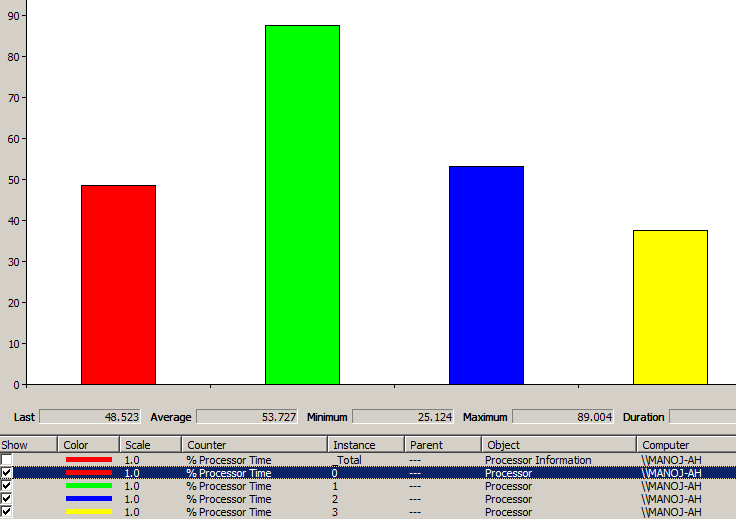 90
80
70
60
50
40
30
20
10
0
Last 48.523 Average 53.727 Minimum 25.124 Maximum 89.004 Duration
Show Color Scale Counter Instance Parent Object Computer
1.0 % Processor Time _Total --- Processor Information \\MANOJ-AH
1.0 % Processor Time 0 --- Processor \\MANOJ-AH
1.0 % Processor Time 1 --- Processor \\MANOJ-AH
1.0 % Processor Time 2 --- Processor \\MANOJ-AH
1.0 % Processor Time 3 --- Processor \\MANOJ-AH